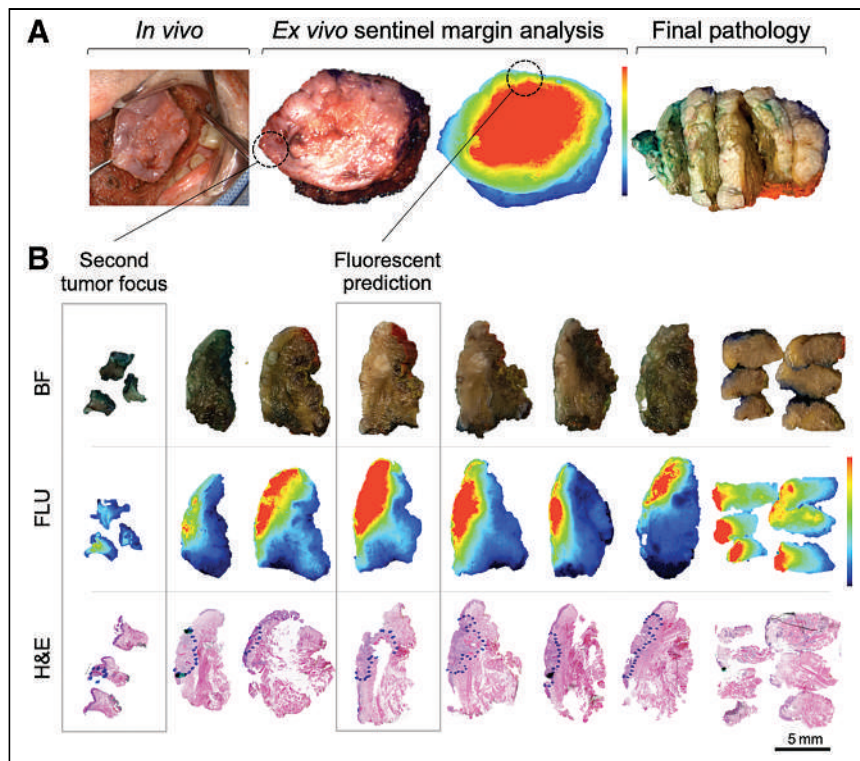 A
In vivo
Ex vivo sentinel margin analysis
Final pathology
B
Second
tumor focus
Fluorescent
prediction
BF
FLU
H&E
5 mm